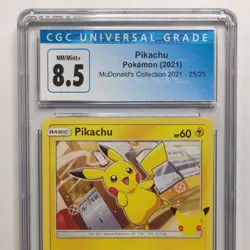 CGC UNIVERSAL GRADE
NM/Mint+
8.5
Pikachu
Pokémon (2021)
McDonald's Collection 2021 - 25/25
BASIC Pikachu HP60